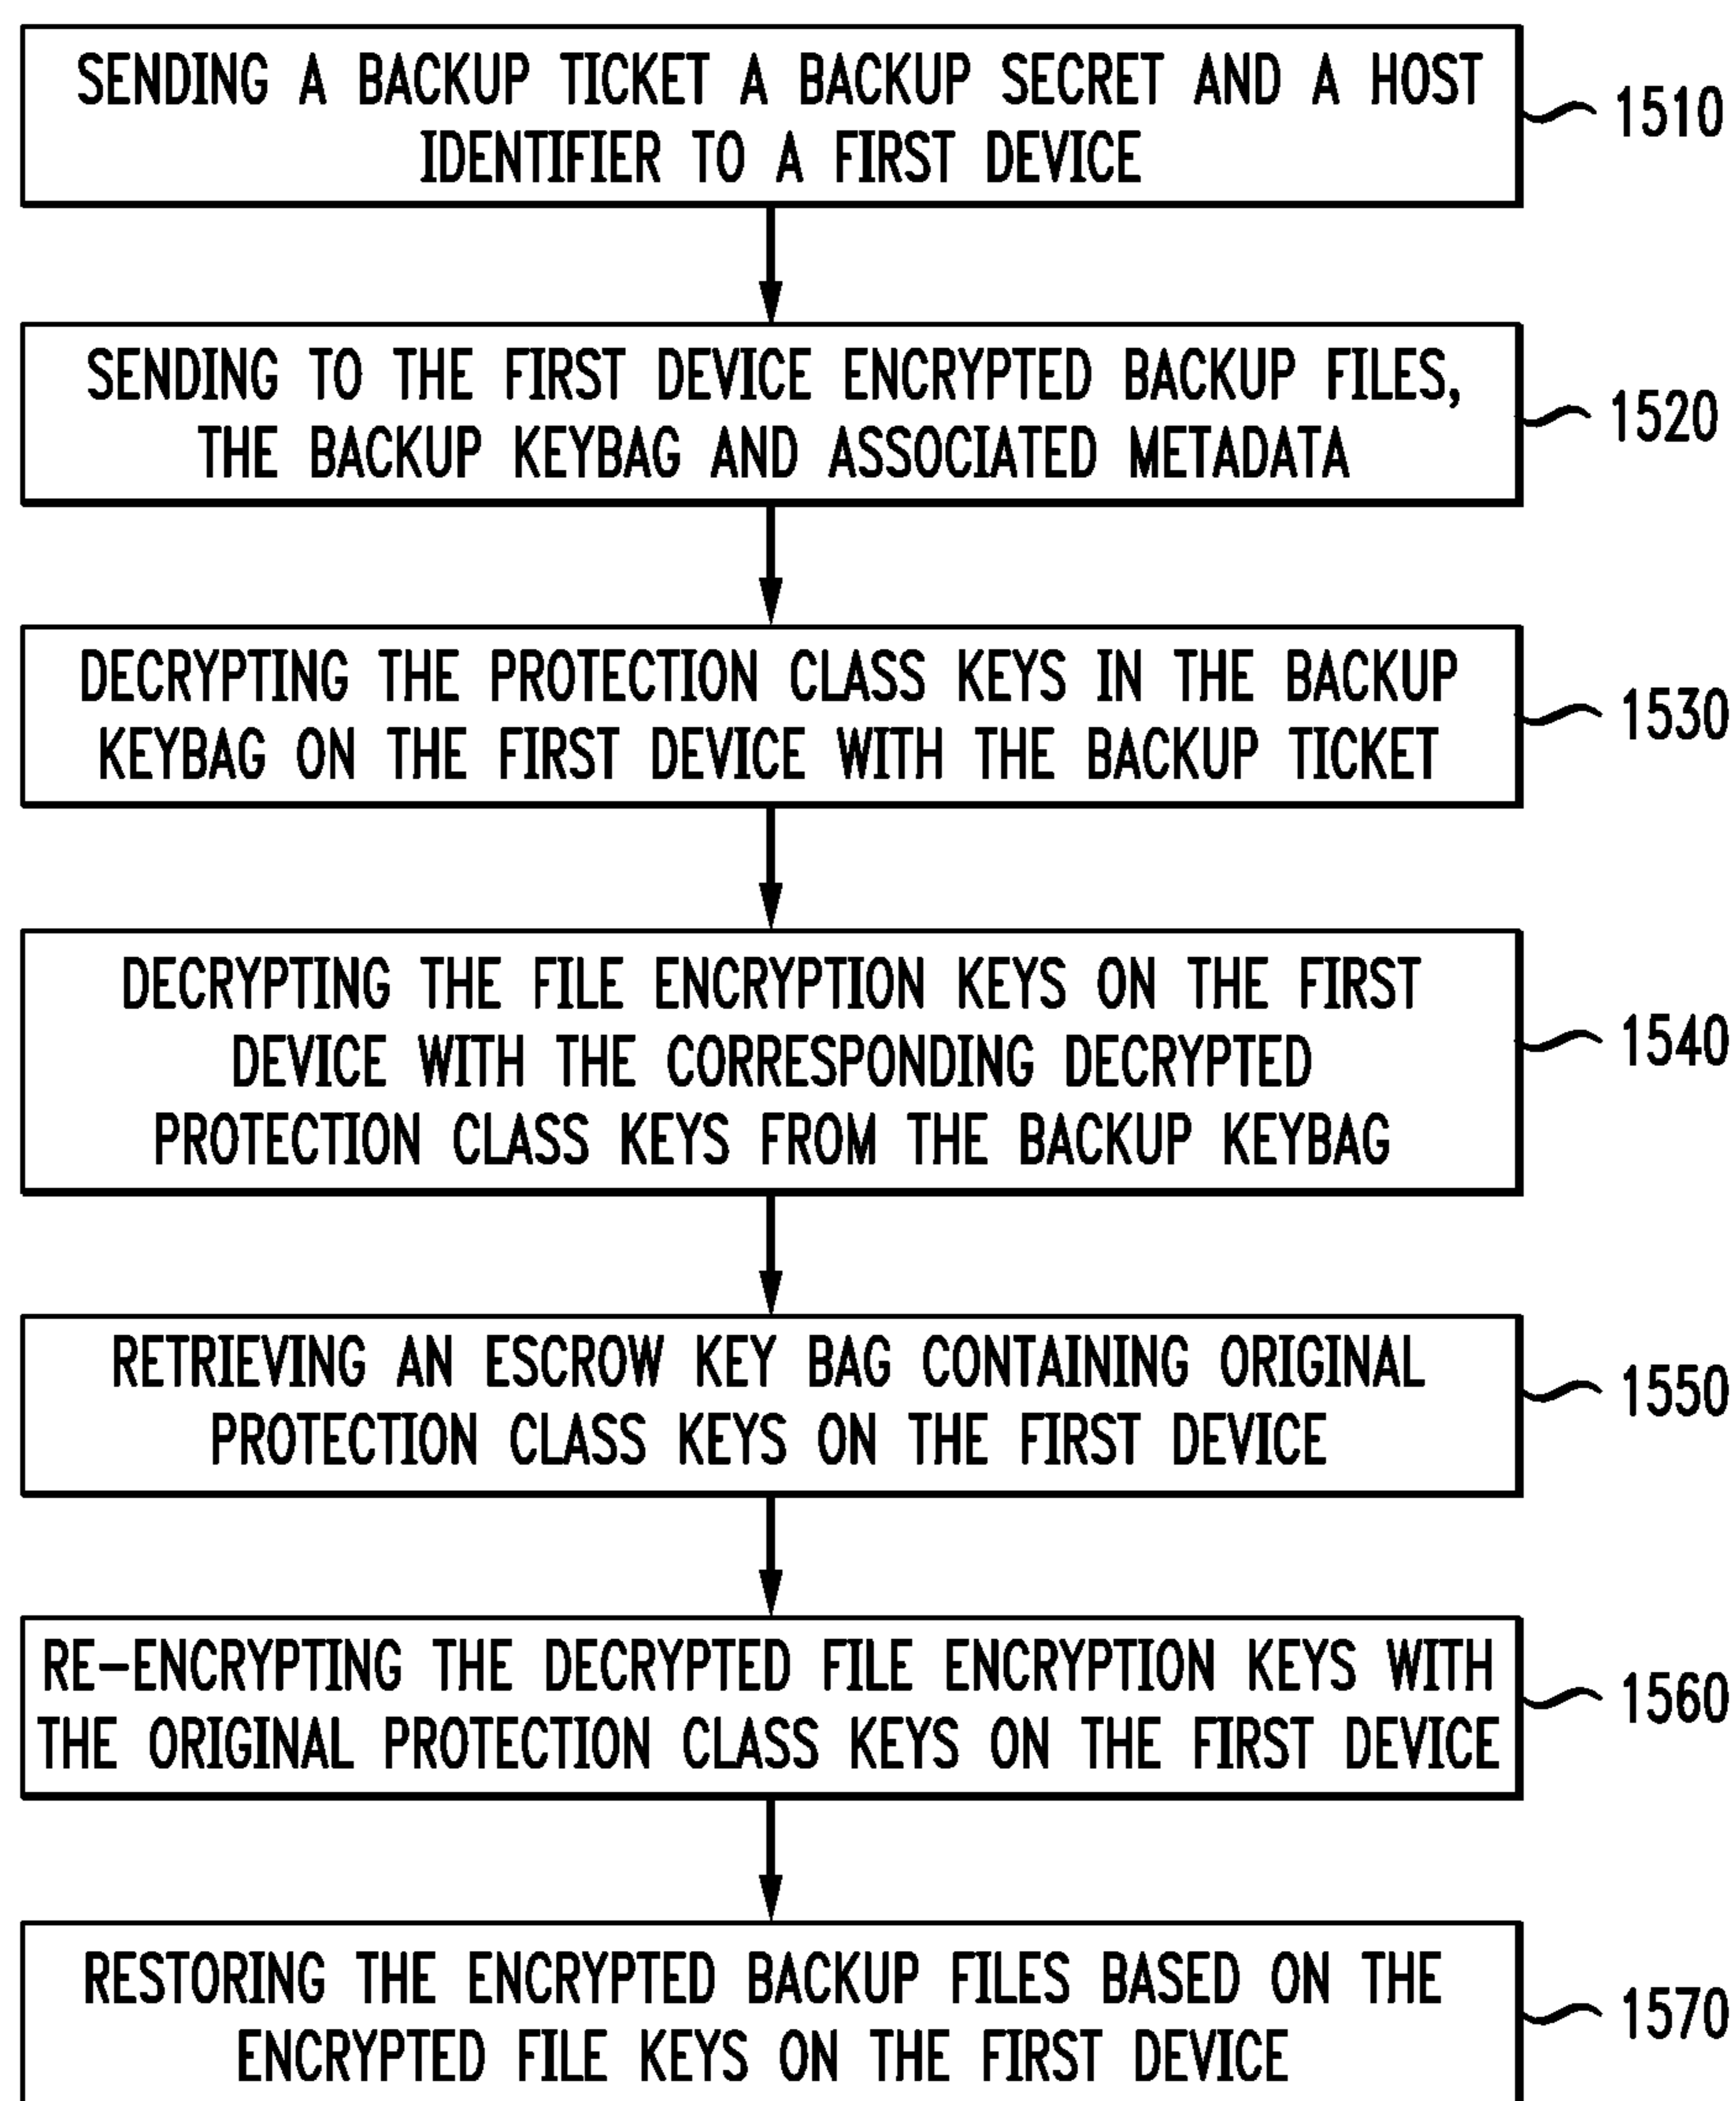 SENDING A BACKUP TICKET A BACKUP SECRET AND A HOST
IDENTIFIER TO A FIRST DEVICE
1510
SENDING TO THE FIRST DEVICE ENCRYPTED BACKUP FILES,
THE BACKUP KEYBAG AND ASSOCIATED METADATA
1520
DECRYPTING THE PROTECTION CLASS KEYS IN THE BACKUP
KEYBAG ON THE FIRST DEVICE WITH THE BACKUP TICKET
1530
DECRYPTING THE FILE ENCRYPTION KEYS ON THE FIRST
DEVICE WITH THE CORRESPONDING DECRYPTED
PROTECTION CLASS KEYS FROM THE BACKUP KEYBAG
1540
RETRIEVING AN ESCROW KEY BAG CONTAINING ORIGINAL
PROTECTION CLASS KEYS ON THE FIRST DEVICE
1550
RE-ENCRYPTING THE DECRYPTED FILE ENCRYPTION KEYS WITH
THE ORIGINAL PROTECTION CLASS KEYS ON THE FIRST DEVICE
1560
RESTORING THE ENCRYPTED BACKUP FILES BASED ON THE
ENCRYPTED FILE KEYS ON THE FIRST DEVICE
1570